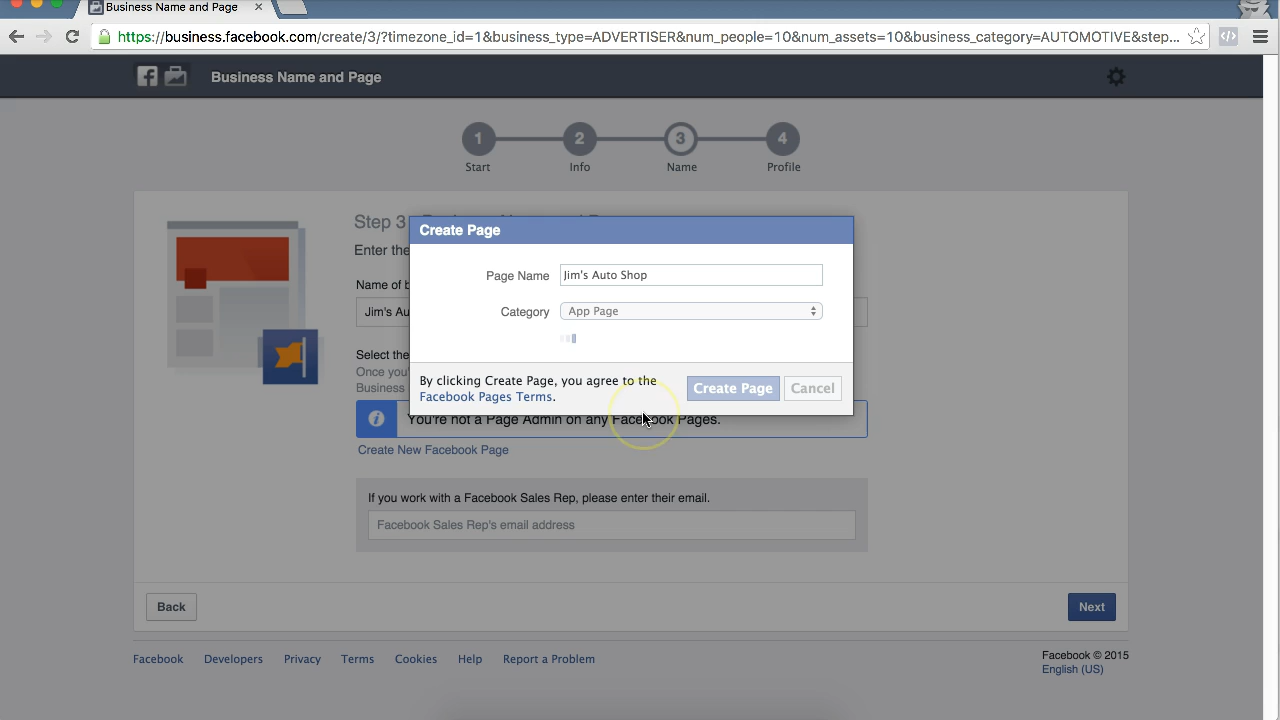 Business Name and Page
https://business.facebook.com/create/3/?timezone_id=1&business_type=ADVERTISER&num_people=10&num_assets=10&business_category=AUTOMOTIVE&step...
Business Name and Page
1 2 3 4
Start Info Name Profile
Step 3
Enter the
Name of b
Jim's Au
Create Page
Page Name Jim's Auto Shop
Category App Page
By clicking Create Page, you agree to the
Facebook Pages Terms.
Create Page Cancel
Select the
Once you'
Business
You're not a Page Admin on any Facebook Pages.
Create New Facebook Page
If you work with a Facebook Sales Rep, please enter their email.
Facebook Sales Rep's email address
Back Next
Facebook Developers Privacy Terms Cookies Help Report a Problem
Facebook © 2015
English (US)